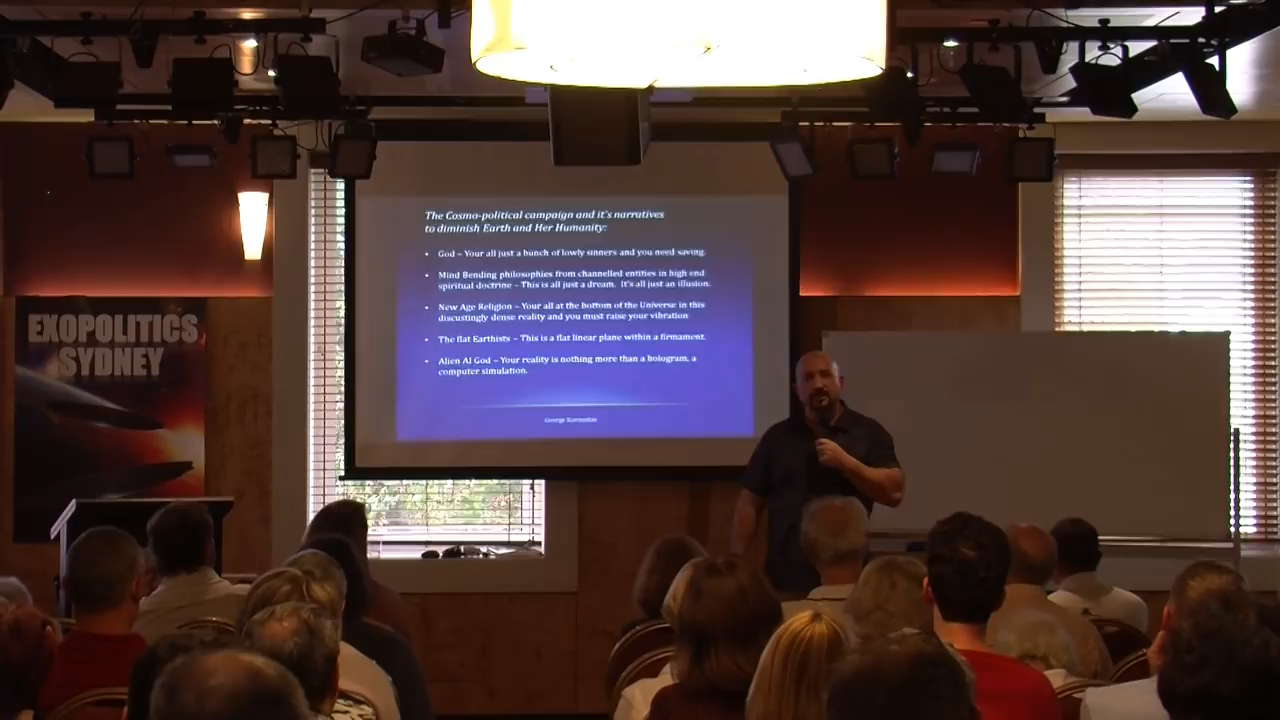 EXOPOLITICS
SYDNEY
The Cosmo-political campaign and it's narratives
to diminish Earth and Her Humanity:
• God – Your all just a bunch of lowly sinners and you need saving.
• Mind Bending philosophies from channelled entities in high end
spiritual doctrine – This is all just a dream. It's all just an illusion.
• New Age Religion – Your all at the bottom of the Universe in this
discustingly dense reality and you must raise your vibration
• The flat Earthists – This is a flat linear plane within a firmament.
• Alien AI God – Your reality is nothing more than a hologram, a
computer simulation.
George